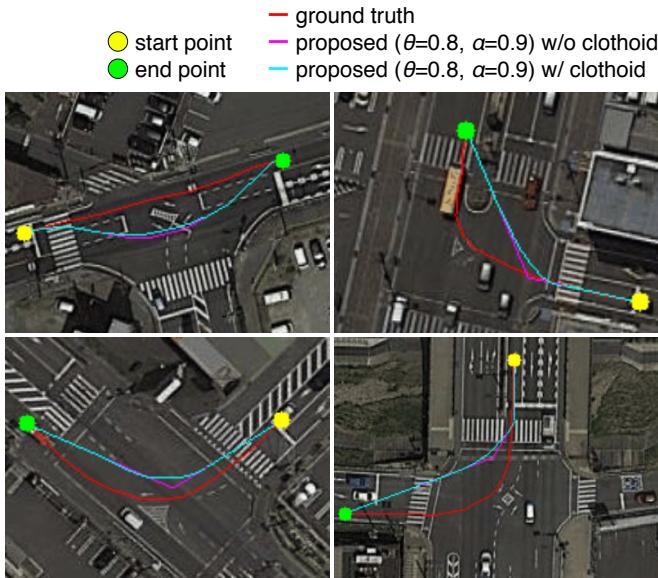 ground truth
start point
proposed (θ=0.8, α=0.9) w/o clothoid
end point
proposed (θ=0.8, α=0.9) w/ clothoid